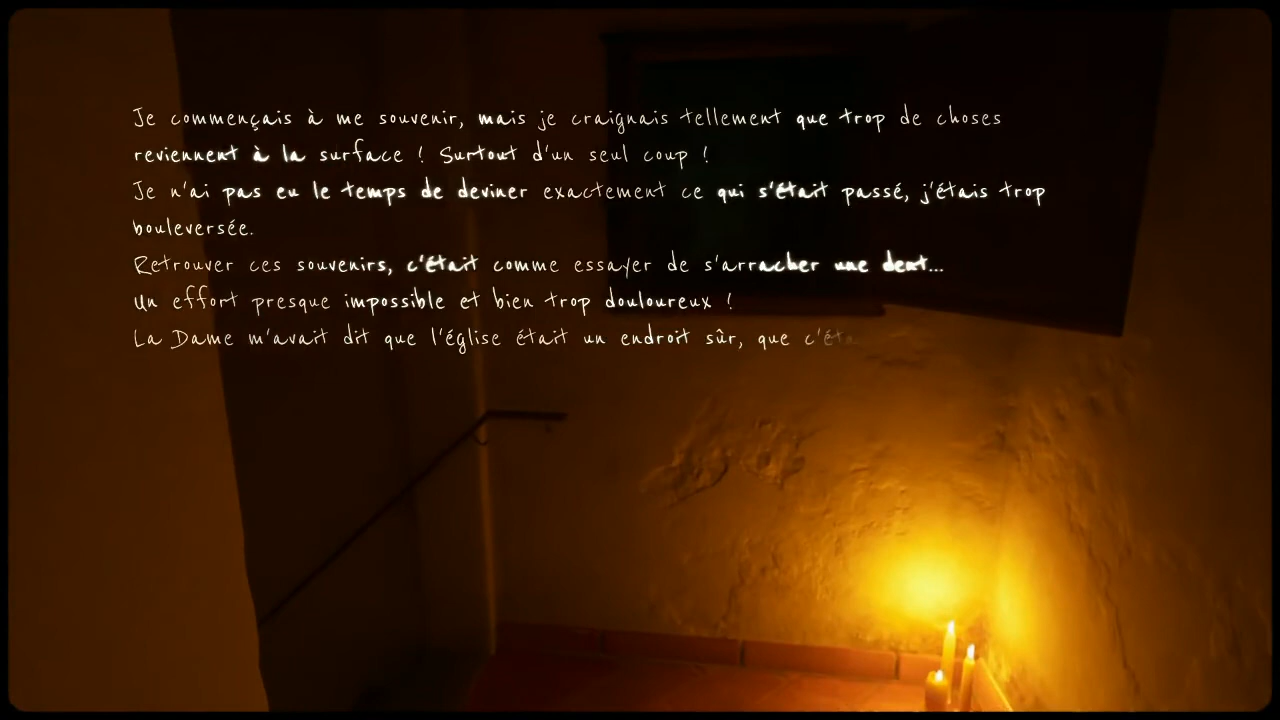 Je commençais à me souvenir, mais je craignais tellement que trop de choses
reviennent à la surface ! Surtout d'un seul coup !
Je n'ai pas eu le temps de deviner exactement ce qui s'était passé, j'étais trop
bouleversée.
Retrouver ces souvenirs, c'était comme essayer de s'arracher une dent...
Un effort presque impossible et bien trop douloureux !
La Dame m'avait dit que l'église était un endroit sûr, que